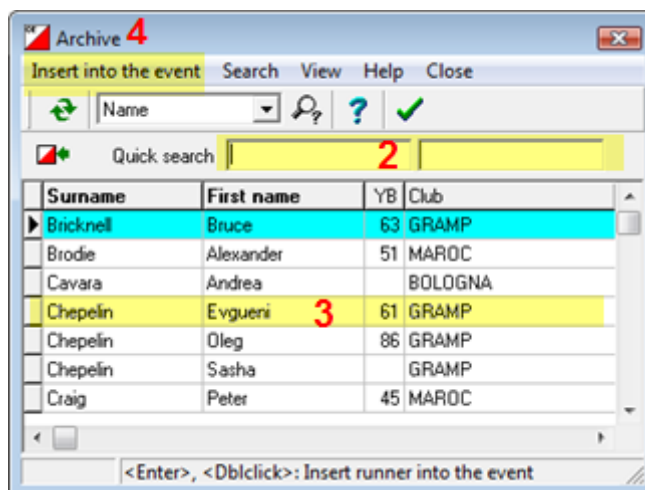 Archive 4
Insert into the event Search View Help Close
Name ? ?
Quick search 2
Surname First name YB Club
Bricknell Bruce 63 GRAMP
Brodie Alexander 51 MAROC
Cavara Andrea BOLOGNA
Chepelin Evgueni 3 61 GRAMP
Chepelin Oleg 86 GRAMP
Chepelin Sasha GRAMP
Craig Peter 45 MAROC
<Enter>, <Dblclick>: Insert runner into the event